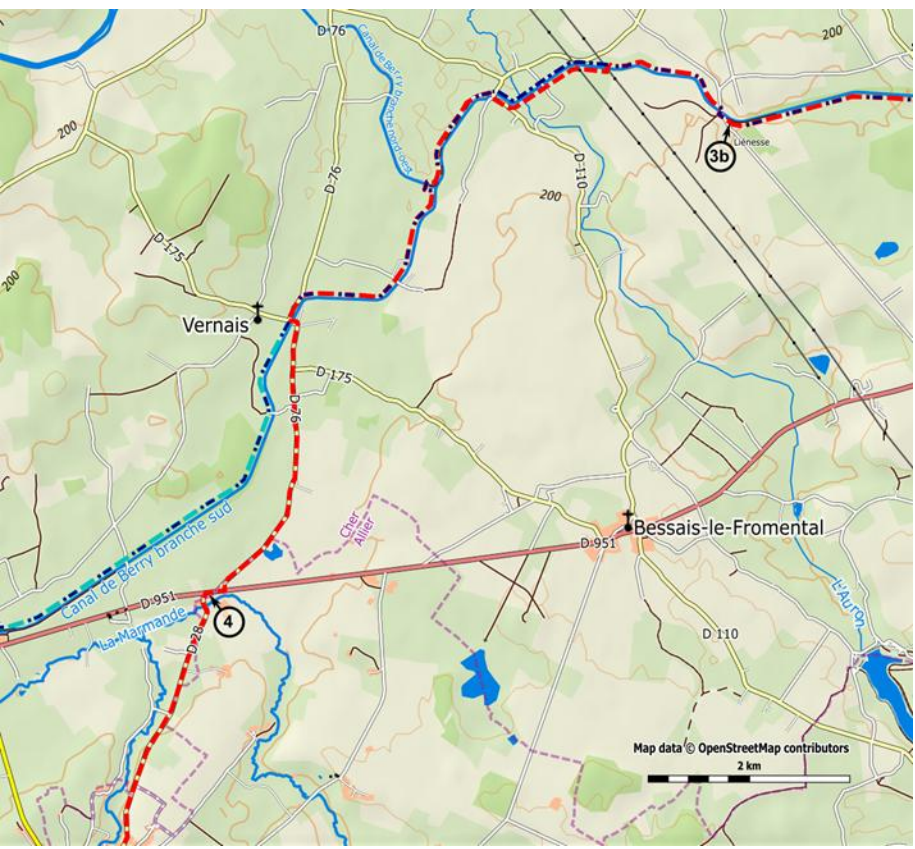 D 76
200
Canal de Berry branche nord-oest
200
3b
Liénesse
D 110
D 76
200
D-175
200
Vernais
D 175
D-76
Cher
Allier
Canal de Berry branche sud
Bessais-le-Fromental
D-951
D-951
L'Auron
La Marmande
4
D 28
D 110
Map data © OpenStreetMap contributors
2 km